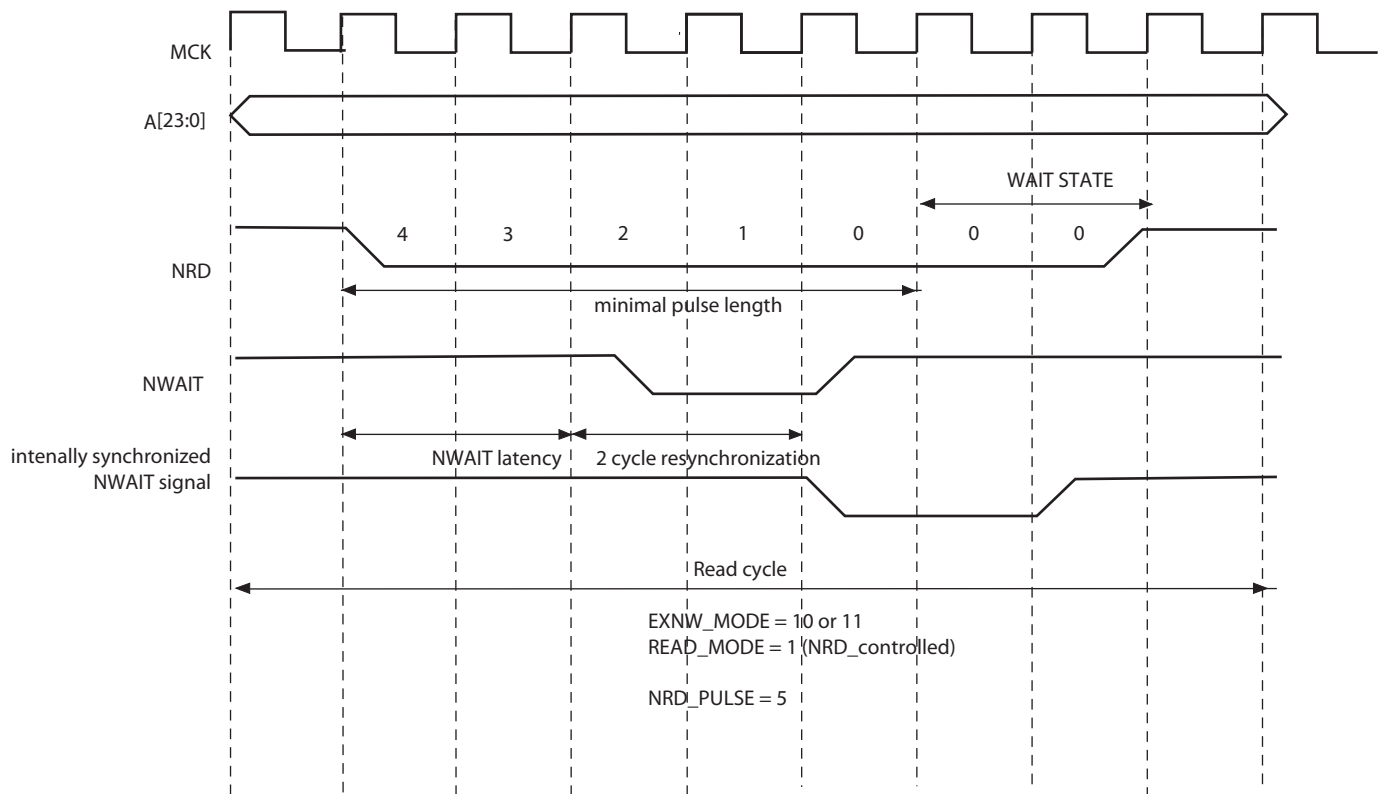 MCK
A[23:0]
WAIT STATE
4 3 2 1 0 0 0
NRD
minimal pulse length
NWAIT
NWAIT latency 2 cycle resynchronization
intenally synchronized
NWAIT signal
Read cycle
EXNW_MODE = 10 or 11
READ_MODE = 1 (NRD_controlled)
NRD_PULSE = 5